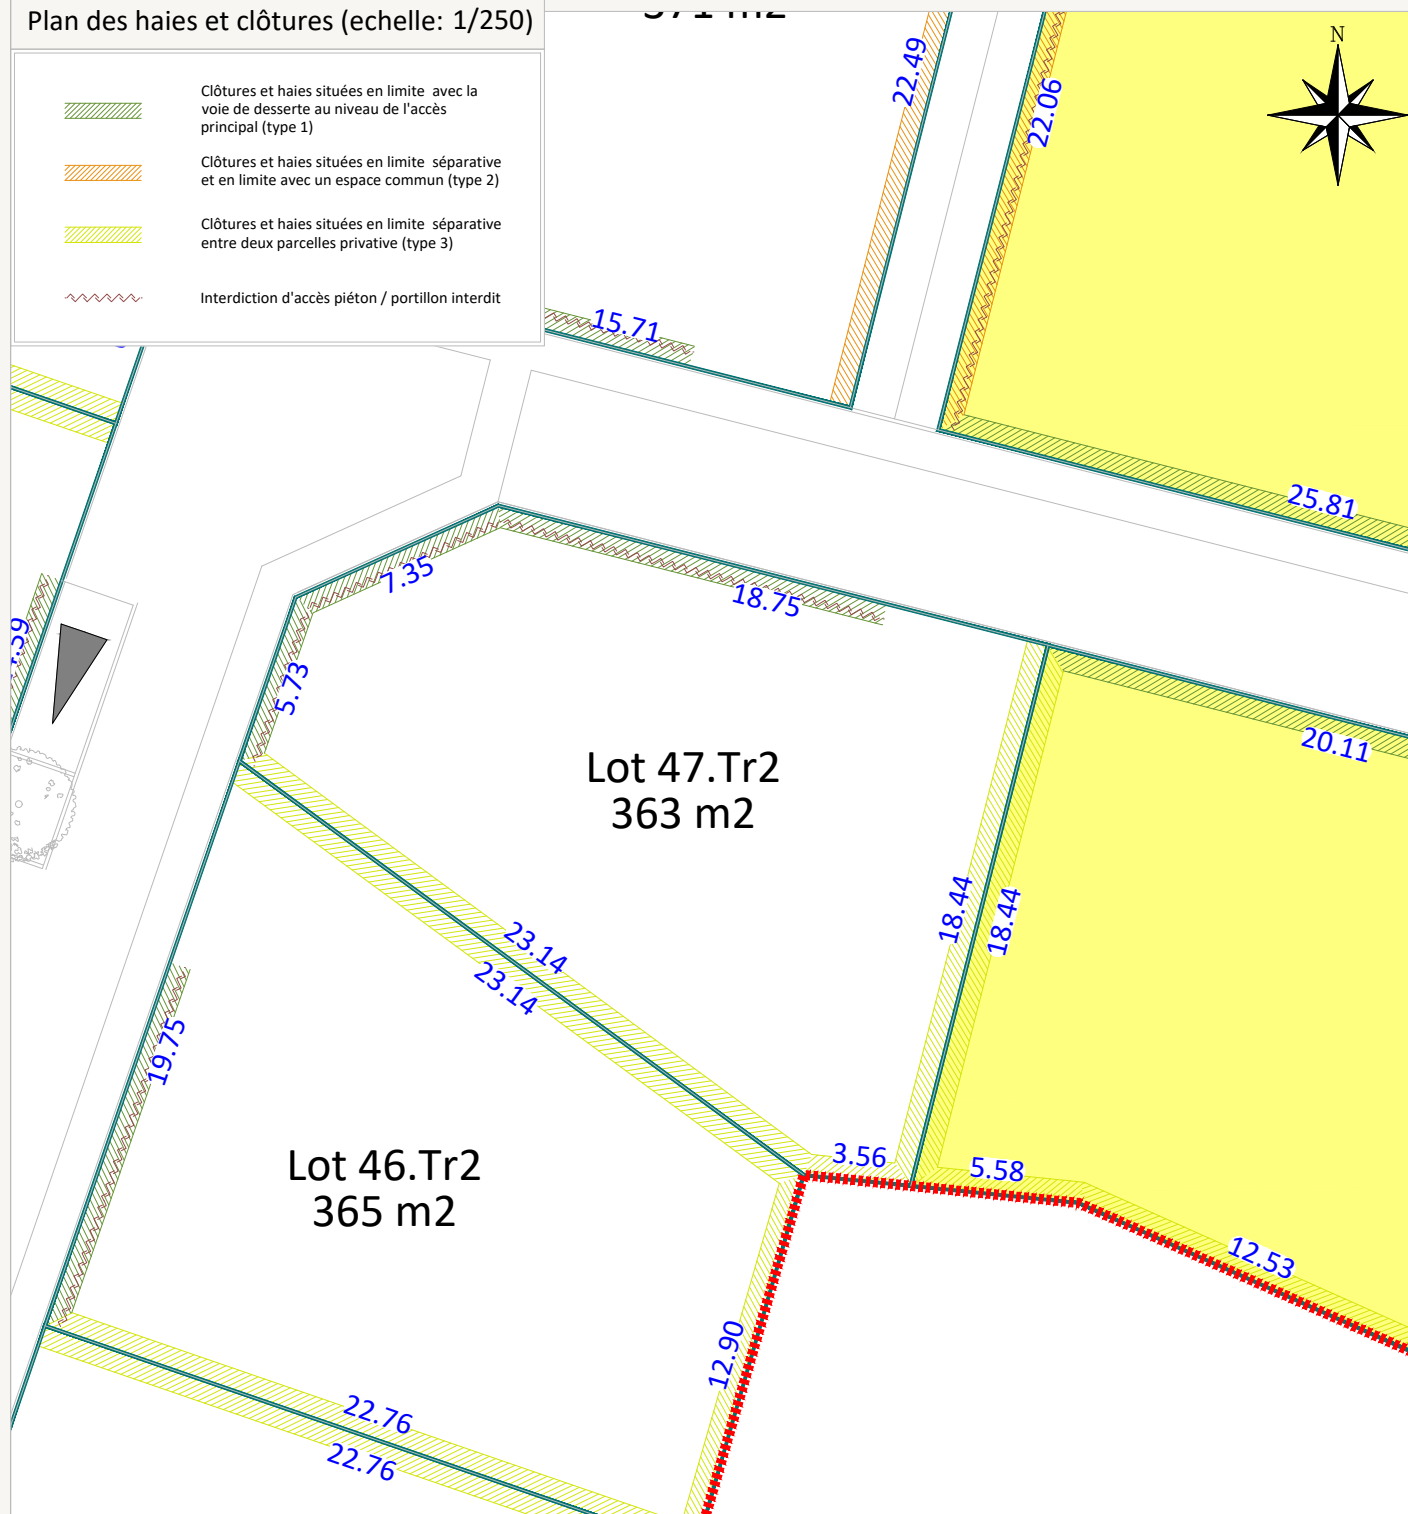 Plan des haies et clôtures (echelle: 1/250)
Clôtures et haies situées en limite  avec la
voie de desserte au niveau de l'accès
principal (type 1)
Clôtures et haies situées en limite  séparative
et en limite avec un espace commun (type 2)
Clôtures et haies situées en limite  séparative
entre deux parcelles privative (type 3)
Interdiction d'accès piéton / portillon interdit
N
22.49
22.06
15.71
25.81
7.35
18.75
5.73
20.11
Lot 47.Tr2
363 m2
18.44
18.44
23.14
23.14
19.75
3.56
5.58
Lot 46.Tr2
365 m2
12.53
12.90
22.76
22.76